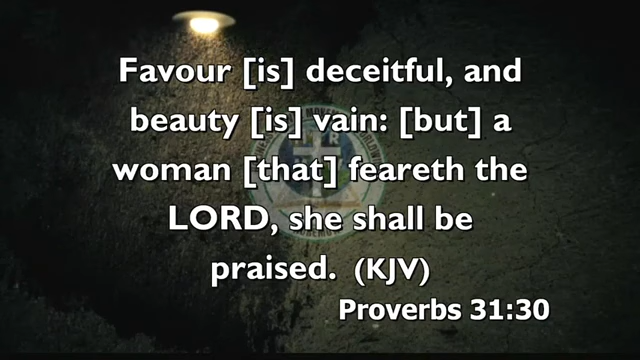 Favour [is] deceitful, and
beauty [is] vain: [but] a
woman [that] feareth the
LORD, she shall be
praised. (KJV)
Proverbs 31:30